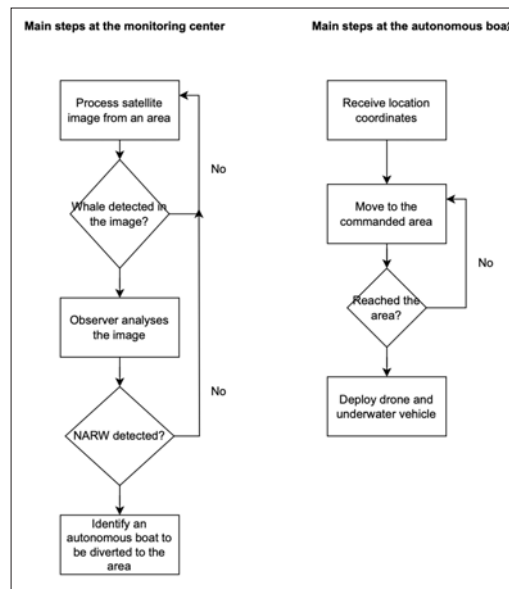 Main steps at the monitoring center
Process satellite
image from an area
No
Whale detected in
the image?
Observer analyses
the image
No
NARW detected?
Identify an
autonomous boat to
be diverted to the
area
Main steps at the autonomous boat
Receive location
coordinates
Move to the
commanded area
No
Reached the
area?
Deploy drone and
underwater vehicle